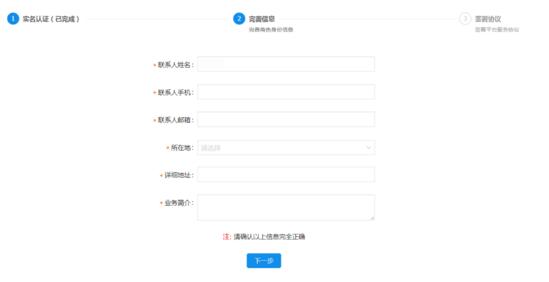 1 实名认证（已完成）
2 完善信息
完善角色身份信息
3 签署协议
签署平台服务协议
* 联系人姓名：
* 联系人手机：
* 联系人邮箱：
* 所在地： 请选择
* 详细地址：
* 业务简介：
注: 请确认以上信息完全正确
下一步